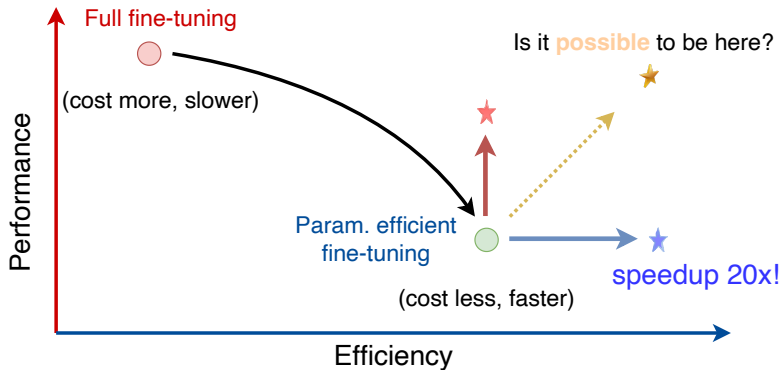 Full fine-tuning
Is it possible to be here?
(cost more, slower)
Param. efficient
fine-tuning
speedup 20x!
(cost less, faster)
Performance
Efficiency